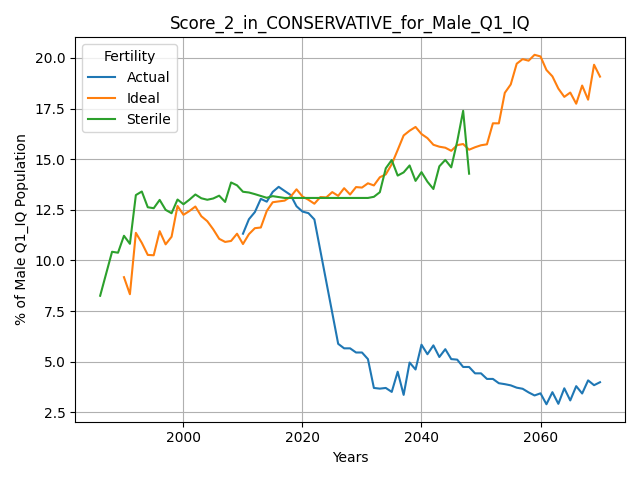 Score_2_in_CONSERVATIVE_for_Male_Q1_IQ
Fertility
Actual
Ideal
Sterile
% of Male Q1_IQ Population
20.0
17.5
15.0
12.5
10.0
7.5
5.0
2.5
2000
2020
2040
2060
Years